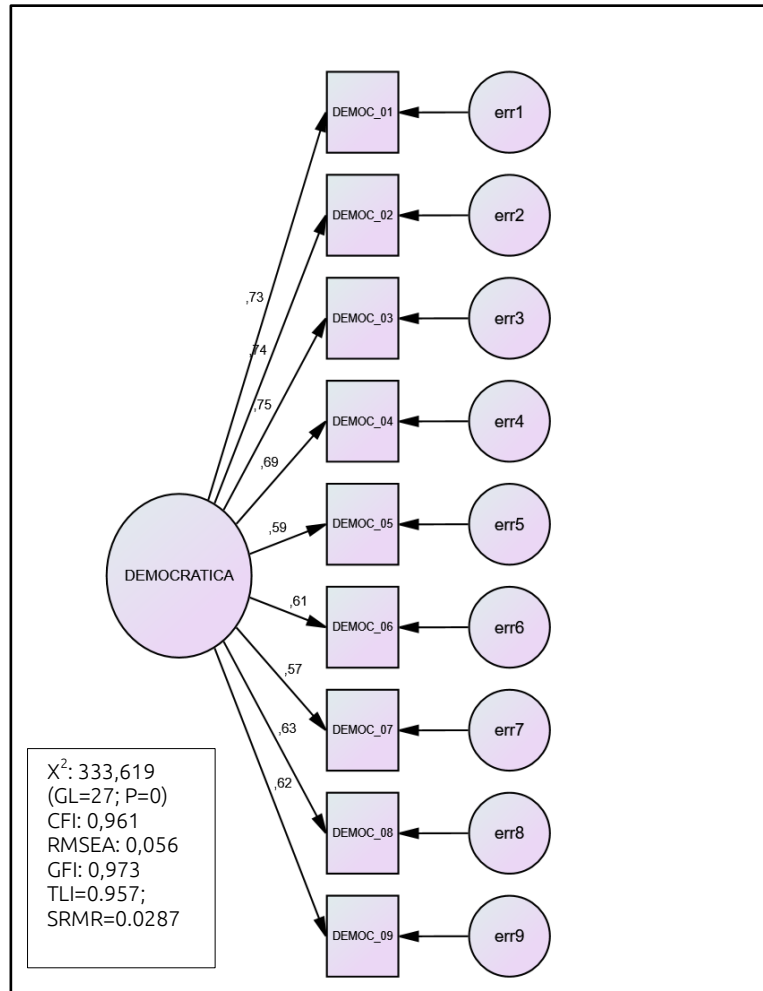 DEMOC_01
err1
DEMOC_02
err2
,73
DEMOC_03
err3
,74
,75
DEMOC_04
err4
,69
DEMOC_05
err5
,59
DEMOCRATICA
,61
DEMOC_06
err6
,57
DEMOC_07
err7
,63
,62
DEMOC_08
err8
DEMOC_09
err9
X²: 333,619
(GL=27; P=0)
CFI: 0,961
RMSEA: 0,056
GFI: 0,973
TLI=0.957;
SRMR=0.0287